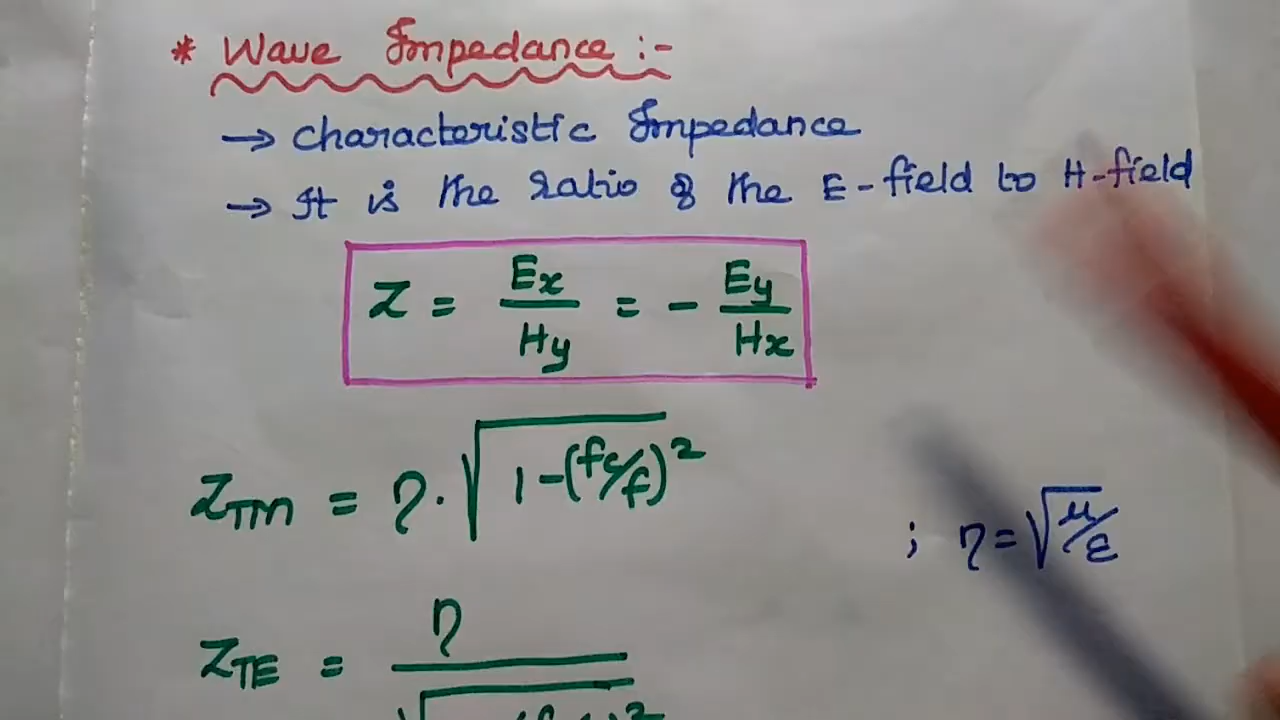 * Wave Impedance :-
→ characteristic Impedance
→ It is the ratio of the E-field to H-field
Z = Ex/Hy = - Ey/Hx
ZTM = η.√1-(fc/f)²
; η = √μ/ε
ZTE = η/√